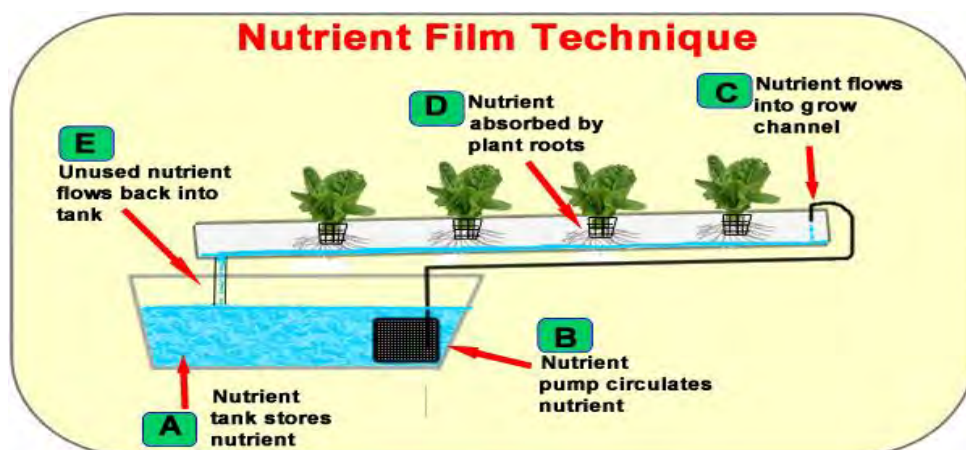 Nutrient Film Technique
C
Nutrient flows
into grow
channel
D
Nutrient
absorbed by
plant roots
E
Unused nutrient
flows back into
tank
B
Nutrient
pump circulates
nutrient
A
Nutrient
tank stores
nutrient